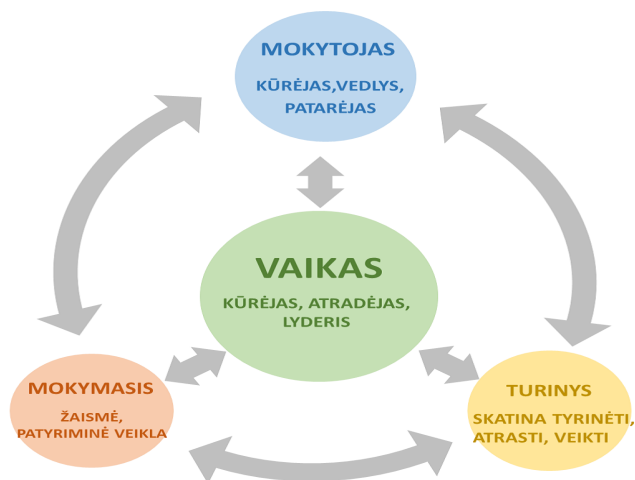 MOKYTOJAS
KŪRĖJAS,VEDLYS,
PATARĖJAS
VAIKAS
KŪRĖJAS, ATRADĖJAS,
LYDERIS
MOKYMASIS
ŽAISMĖ,
PATYRIMINĖ VEIKLA
TURINYS
SKATINA TYRINĖTI,
ATRASTI, VEIKTI